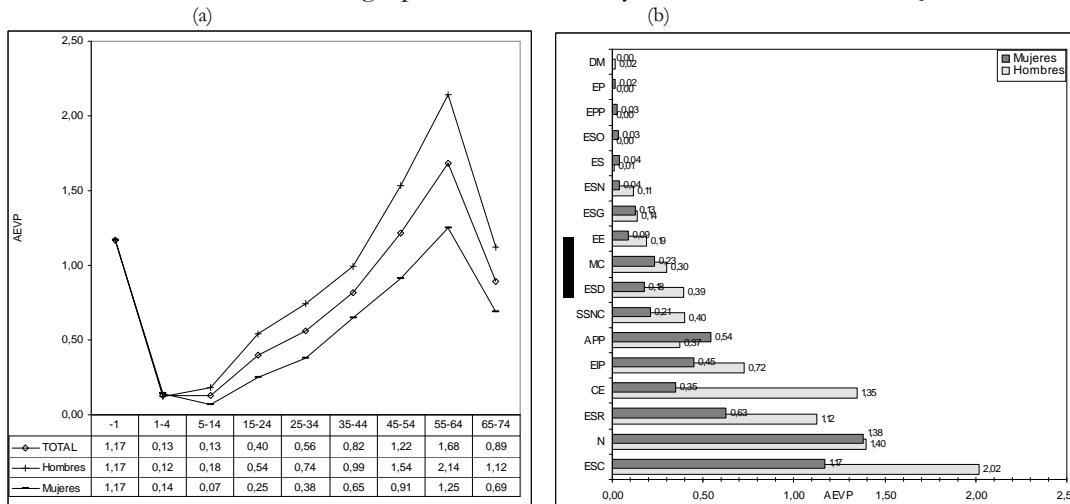 (a)
2,50
2,00
1,50
1,00
0,50
0,00
AEVP
-1 1-4 5-14 15-24 25-34 35-44 45-54 55-64 65-74
TOTAL 1,17 0,13 0,13 0,40 0,56 0,82 1,22 1,68 0,89
Hombres 1,17 0,12 0,18 0,54 0,74 0,99 1,54 2,14 1,12
Mujeres 1,17 0,14 0,07 0,25 0,38 0,65 0,91 1,25 0,69
(b)
Mujeres
Hombres
DM 0,00 0,02
EP 0,02 0,00
EPP 0,03 0,00
ESO 0,03 0,00
ES 0,04 0,01
ESN 0,04 0,11
ESG 0,13 0,14
EE 0,09 0,19
MC 0,23 0,30
ESD 0,18 0,39
SSNC 0,21 0,40
APP 0,54 0,37
EIP 0,45 0,72
CE 0,35 1,35
ESR 0,63 1,12
N 1,38 1,40
ESC 1,17 2,02
0,00 0,50 1,00 1,50 2,00 2,5
AEVP